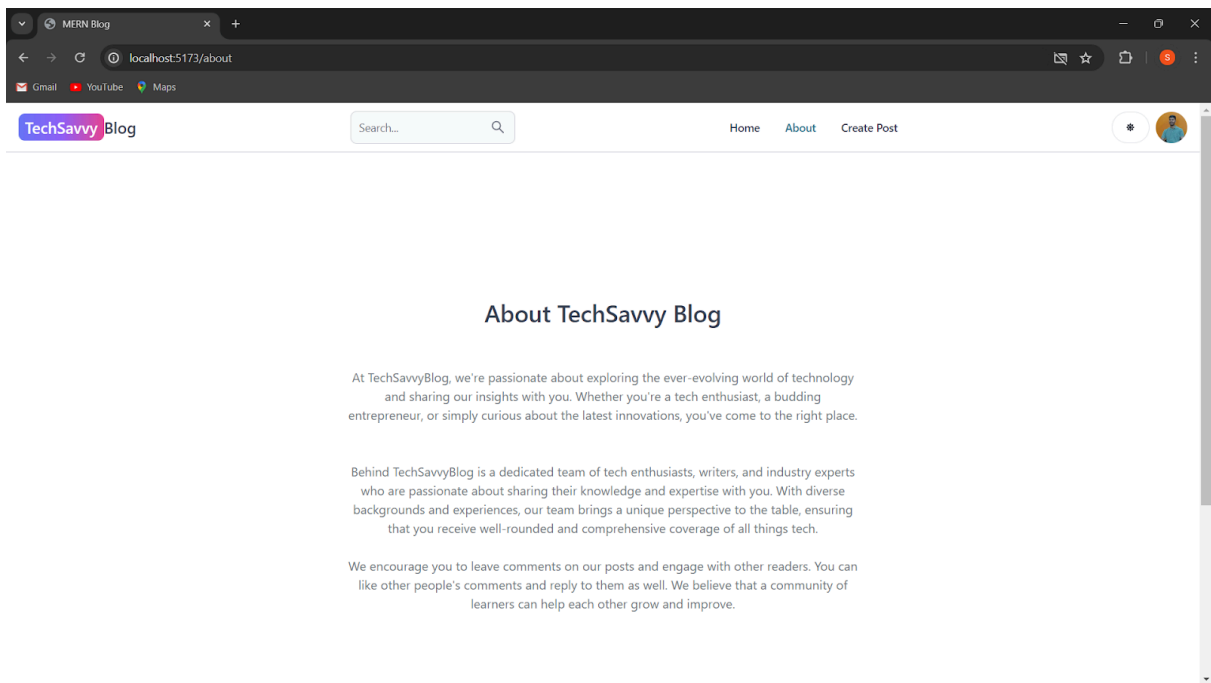 MERN Blog
localhost:5173/about
S
Gmail YouTube Maps
TechSavvy Blog
Search...
Home About Create Post
About TechSavvy Blog
At TechSavvyBlog, we're passionate about exploring the ever-evolving world of technology
and sharing our insights with you. Whether you're a tech enthusiast, a budding
entrepreneur, or simply curious about the latest innovations, you've come to the right place.
Behind TechSavvyBlog is a dedicated team of tech enthusiasts, writers, and industry experts
who are passionate about sharing their knowledge and expertise with you. With diverse
backgrounds and experiences, our team brings a unique perspective to the table, ensuring
that you receive well-rounded and comprehensive coverage of all things tech.
We encourage you to leave comments on our posts and engage with other readers. You can
like other people's comments and reply to them as well. We believe that a community of
learners can help each other grow and improve.